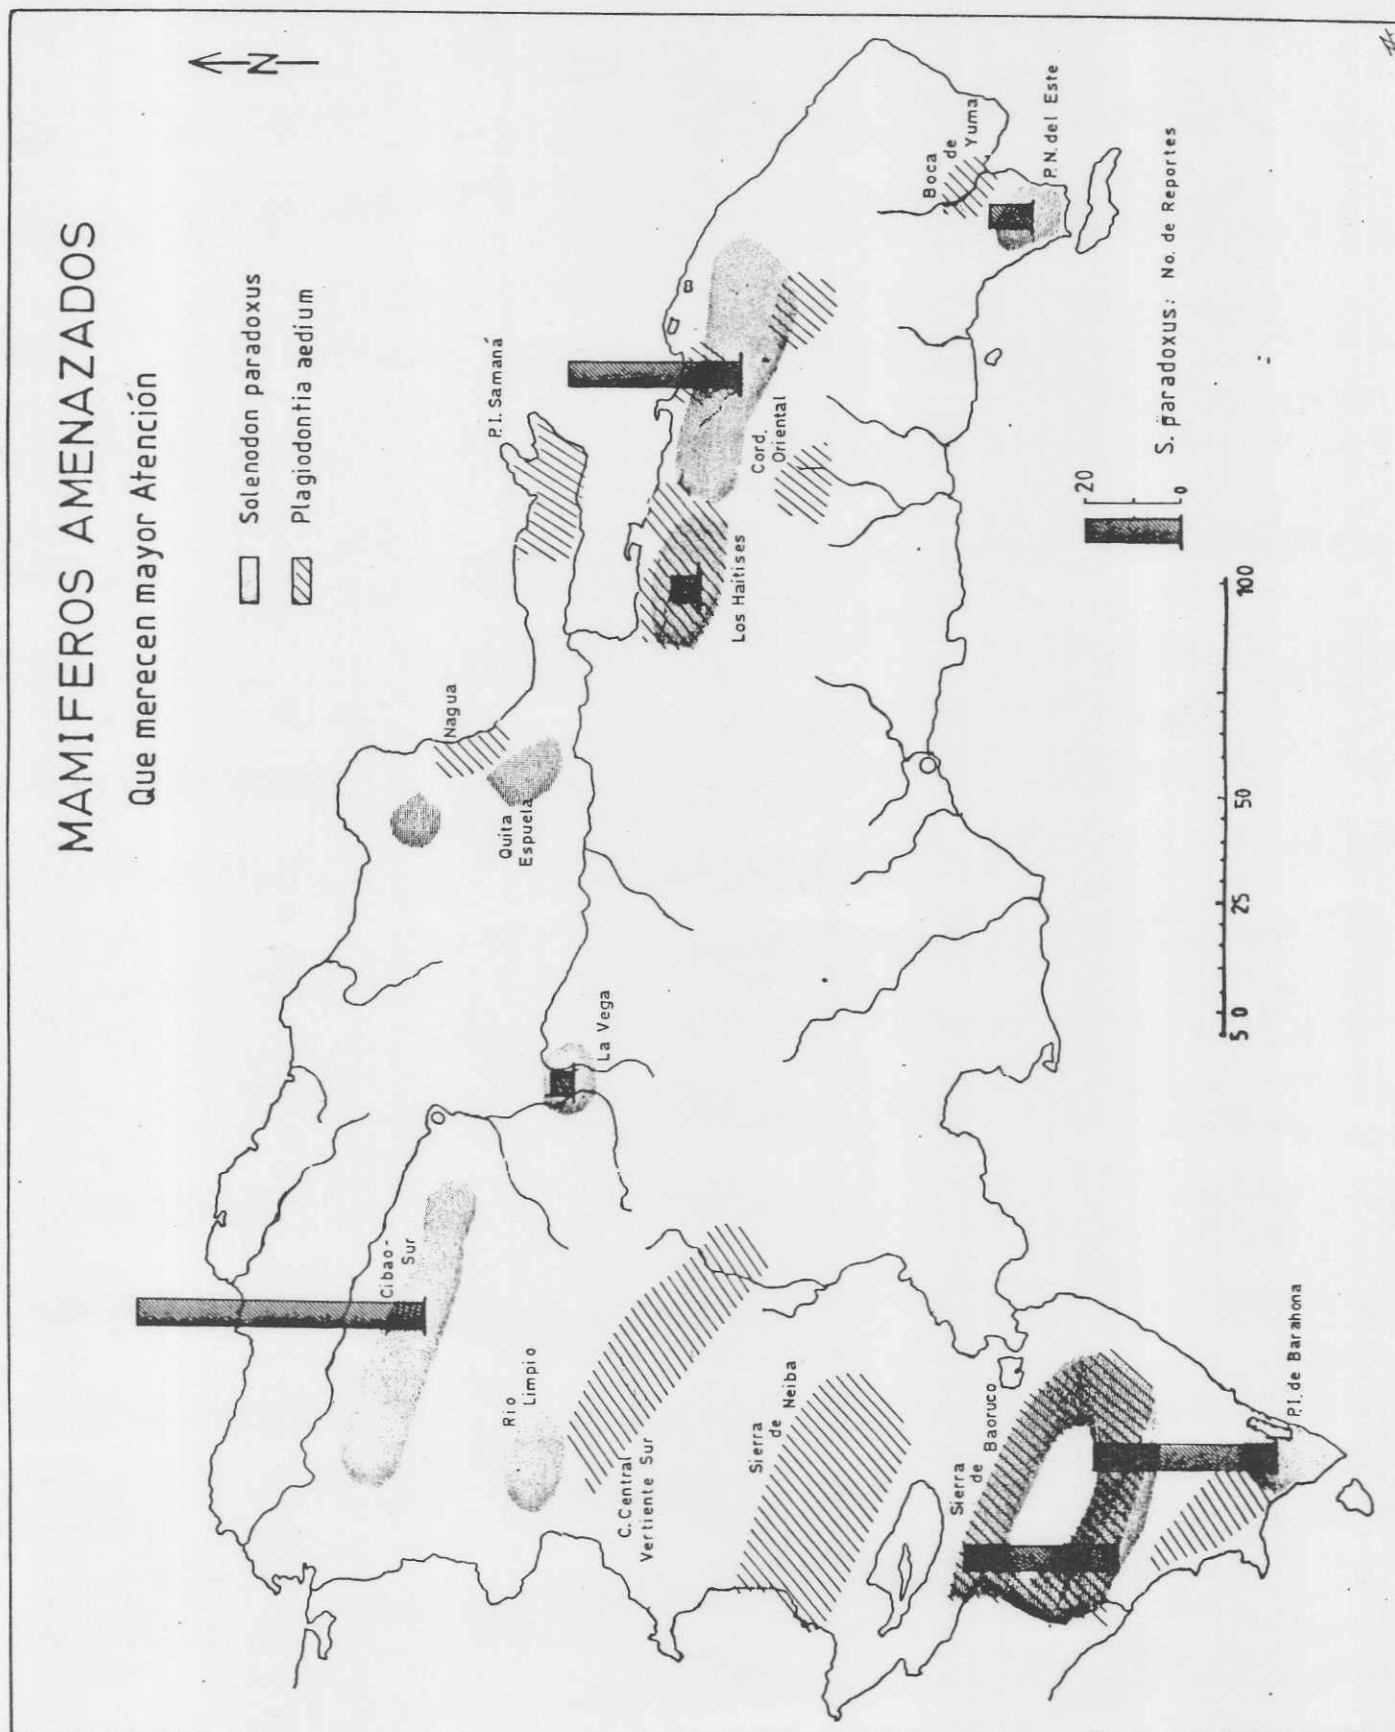 MAMIFEROS AMENAZADOS
Que merecen mayor Atención
N
Solenodon paradoxus
Plagiodontia aedium
P.I. Samaná
Nagua
Quita
Espuela
Cibao-
Sur
La Vega
Rio
Limpio
C. Central
Vertiente Sur
Sierra
de Neiba
Sierra
de Baoruco
P.I. de Barahona
Los Haitises
Cord.
Oriental
Boca
de
Yuma
P.N. del Este
20
0
S. paradoxus: No. de Reportes
5 0 25 50 100